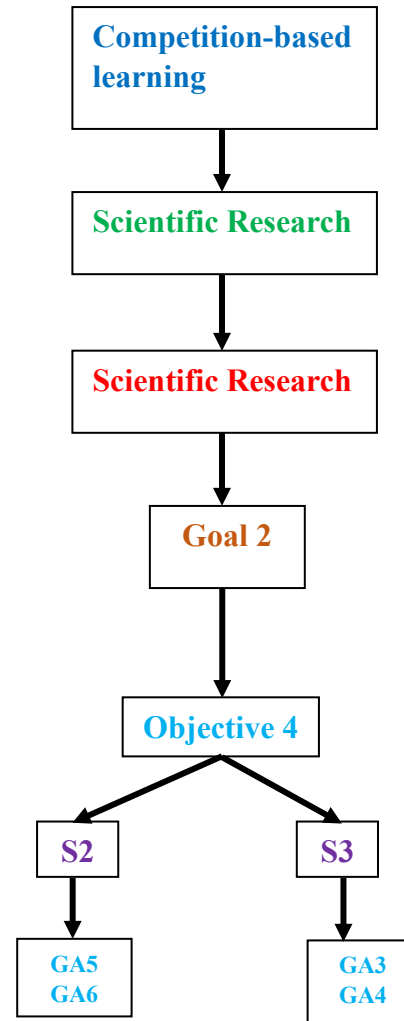 Competition-based
learning
Scientific Research
Scientific Research
Goal 2
Objective 4
S2
S3
GA5
GA6
GA3
GA4